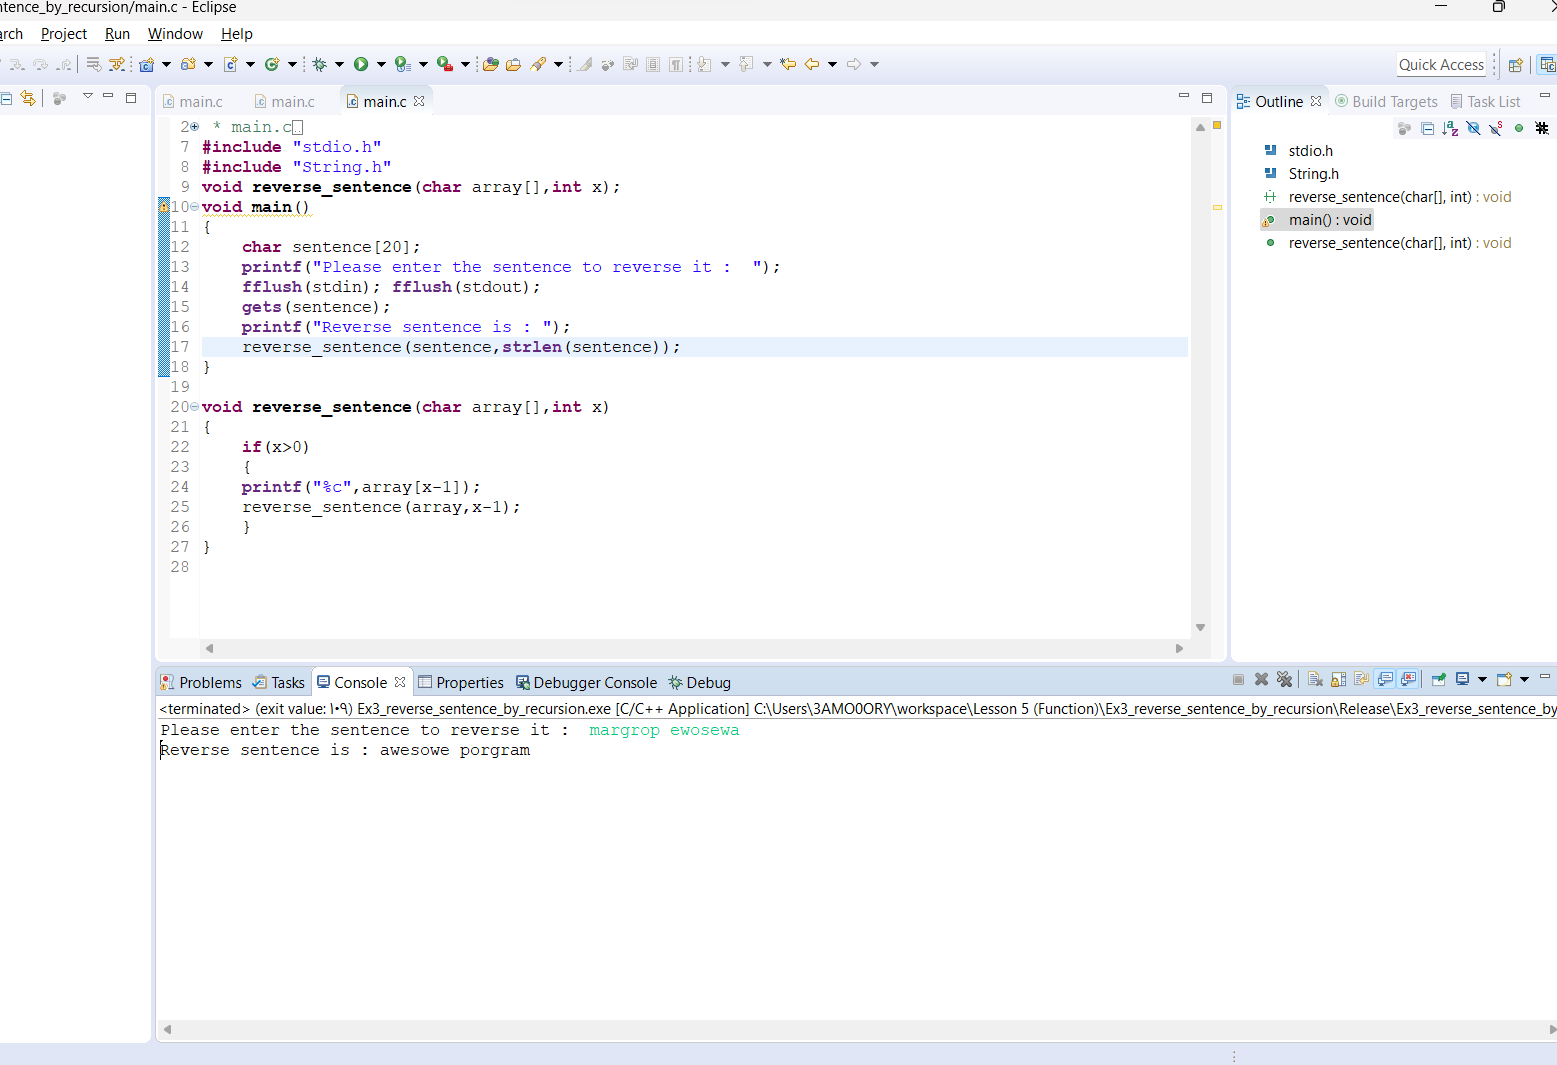 ntence_by_recursion/main.c - Eclipse
arch Project Run Window Help
Quick Access
main.c main.c main.c
2 * main.c
7 #include "stdio.h"
8 #include "String.h"
9 void reverse_sentence(char array[],int x);
10 void main()
11 {
12 char sentence[20];
13 printf("Please enter the sentence to reverse it :  ");
14 fflush(stdin); fflush(stdout);
15 gets(sentence);
16 printf("Reverse sentence is : ");
17 reverse_sentence(sentence,strlen(sentence));
18 }
19
20 void reverse_sentence(char array[],int x)
21 {
22 if(x>0)
23 {
24 printf("%c",array[x-1]);
25 reverse_sentence(array,x-1);
26 }
27 }
28
Outline Build Targets Task List
stdio.h
String.h
reverse_sentence(char[], int) : void
main() : void
reverse_sentence(char[], int) : void
Problems Tasks Console Properties Debugger Console Debug
<terminated> (exit value: ١٠٩) Ex3_reverse_sentence_by_recursion.exe [C/C++ Application] C:\Users\3AMO0ORY\workspace\Lesson 5 (Function)\Ex3_reverse_sentence_by_recursion\Release\Ex3_reverse_sentence_by
Please enter the sentence to reverse it :  margrop ewosewa
Reverse sentence is : awesowe porgram